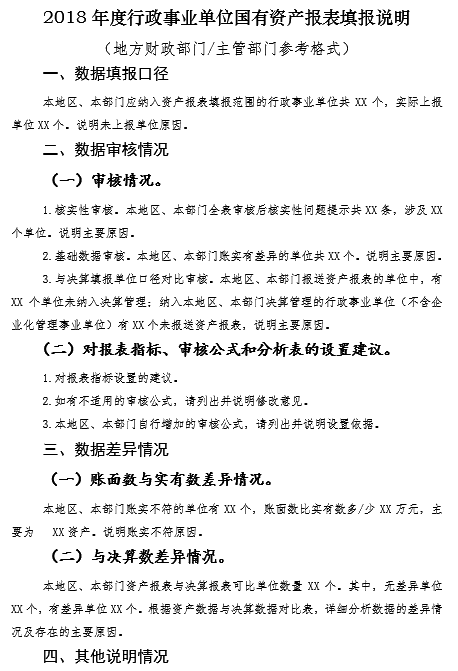 2018 年度行政事业单位国有资产报表填报说明
（地方财政部门/主管部门参考格式）
一、数据填报口径
本地区、本部门应纳入资产报表填报范围的行政事业单位共 XX 个，实际上报
单位 XX 个。说明未上报单位原因。
二、数据审核情况
（一）审核情况。
1.核实性审核。本地区、本部门全表审核后核实性问题提示共 XX 条，涉及 XX
个单位。说明主要原因。
2.基础数据审核。本地区、本部门账实有差异的单位共 XX 个。说明主要原因。
3.与决算填报单位口径对比审核。本地区、本部门报送资产报表的单位中，有
XX 个单位未纳入决算管理；纳入本地区、本部门决算管理的行政事业单位（不含企
业化管理事业单位）有 XX 个未报送资产报表，说明主要原因。
（二）对报表指标、审核公式和分析表的设置建议。
1.对报表指标设置的建议。
2.如有不适用的审核公式，请列出并说明修改意见。
3.本地区、本部门自行增加的审核公式，请列出并说明设置依据。
三、数据差异情况
（一）账面数与实有数差异情况。
本地区、本部门账实不符的单位有 XX 个，账面数比实有数多/少 XX 万元，主
要为 XX 资产。说明账实不符原因。
（二）与决算数差异情况。
本地区、本部门资产报表与决算报表可比单位数量 XX 个。其中，无差异单位
XX 个，有差异单位 XX 个。根据资产数据与决算数据对比表，详细分析数据的差异情
况及存在的主要原因。
四、其他说明情况